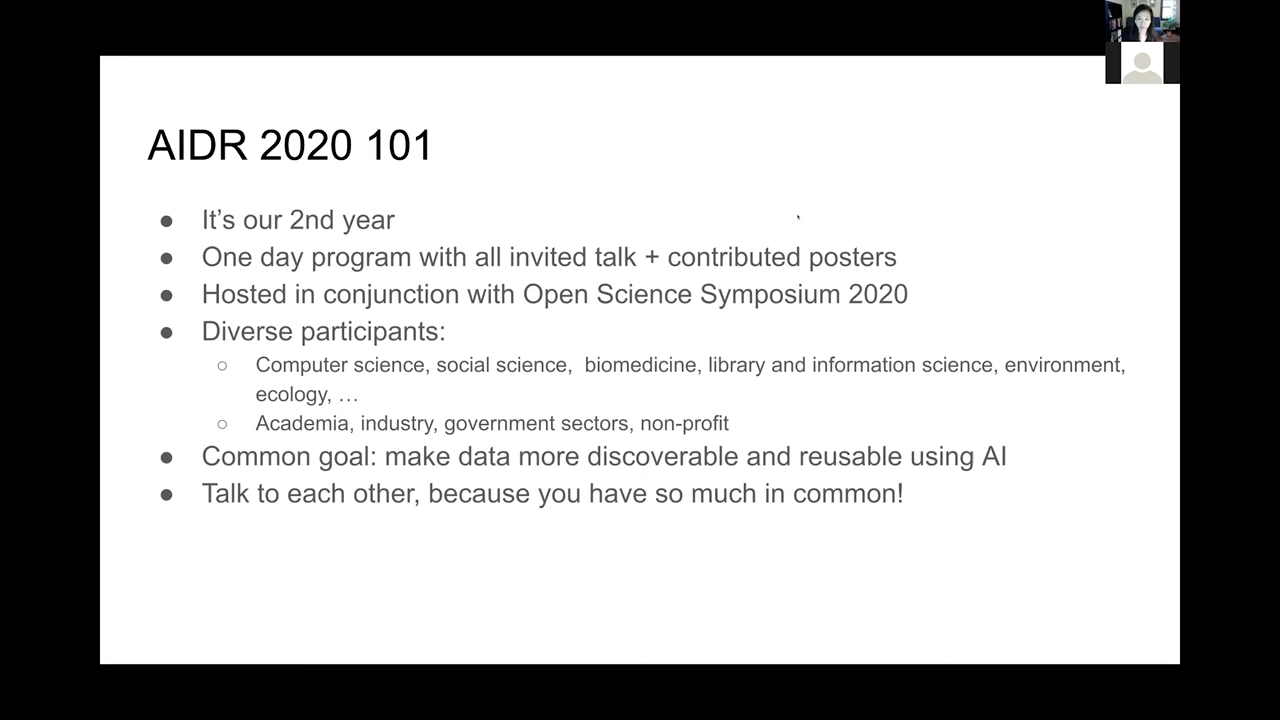 AIDR 2020 101
● It’s our 2nd year
● One day program with all invited talk + contributed posters
● Hosted in conjunction with Open Science Symposium 2020
● Diverse participants:
○ Computer science, social science,  biomedicine, library and information science, environment,
ecology, …
○ Academia, industry, government sectors, non-profit
● Common goal: make data more discoverable and reusable using AI
● Talk to each other, because you have so much in common!